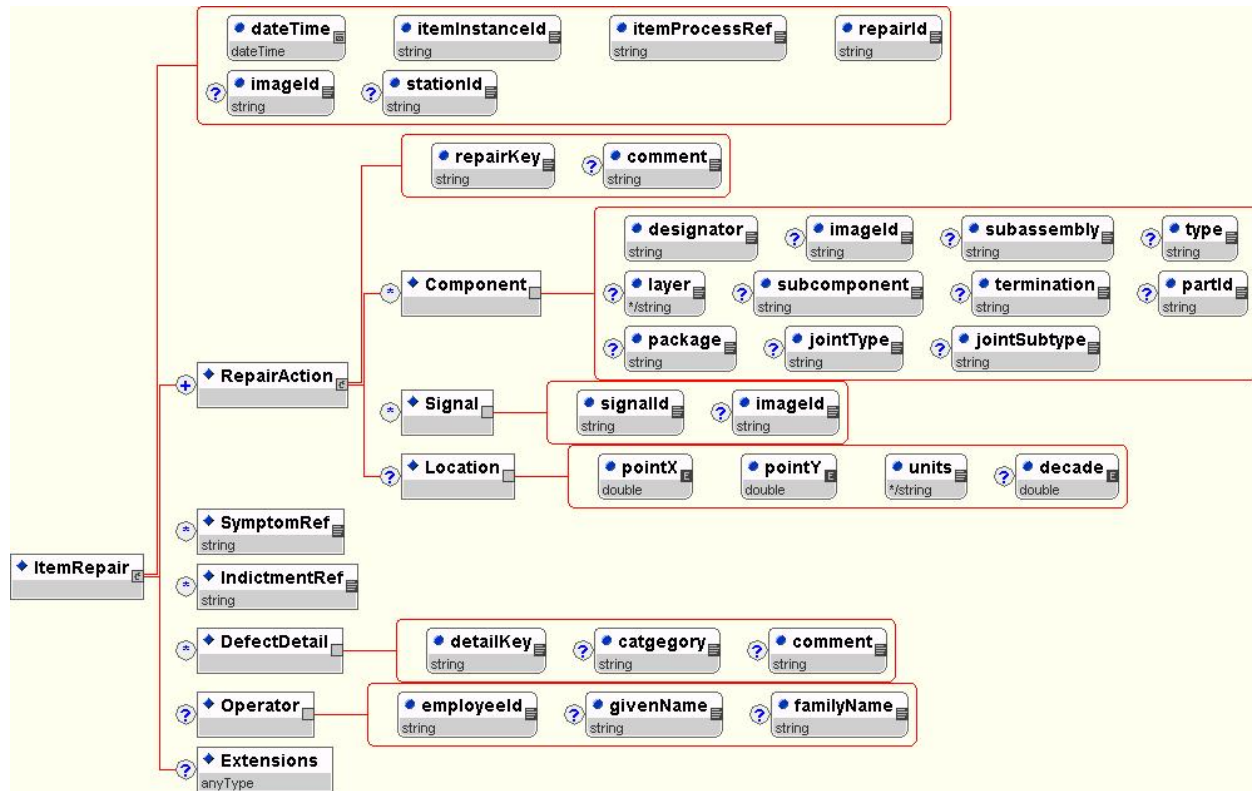 dateTime
dateTime
itemInstanceId
string
itemProcessRef
string
repairId
string
? imageId
string
? stationId
string
repairKey
string
? comment
string
designator
string
? imageId
string
? subassembly
string
? type
string
* Component
? layer
*/string
? subcomponent
string
? termination
string
? partId
string
? package
string
? jointType
string
? jointSubtype
string
+ RepairAction
* Signal
signalId
string
? imageId
string
? Location
pointX
double
pointY
double
units
*/string
? decade
double
* SymptomRef
string
ItemRepair
* IndictmentRef
string
* DefectDetail
detailKey
string
? catgegory
string
? comment
string
? Operator
employeeId
string
? givenName
string
? familyName
string
? Extensions
anyType